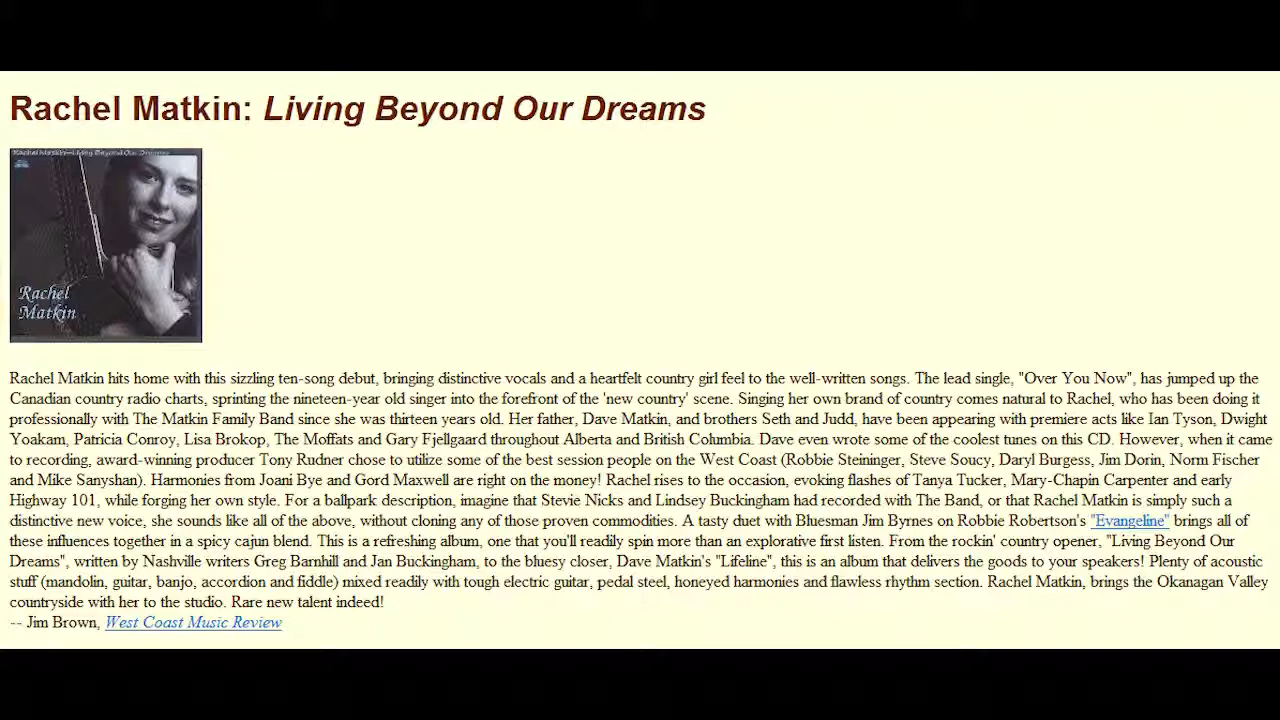 Rachel Matkin: Living Beyond Our Dreams
Rachel Matkin—Living Beyond Our Dreams
Rachel
Matkin
Rachel Matkin hits home with this sizzling ten-song debut, bringing distinctive vocals and a heartfelt country girl feel to the well-written songs. The lead single, "Over You Now", has jumped up the
Canadian country radio charts, sprinting the nineteen-year old singer into the forefront of the 'new country' scene. Singing her own brand of country comes natural to Rachel, who has been doing it
professionally with The Matkin Family Band since she was thirteen years old. Her father, Dave Matkin, and brothers Seth and Judd, have been appearing with premiere acts like Ian Tyson, Dwight
Yoakam, Patricia Conroy, Lisa Brokop, The Moffats and Gary Fjellgaard throughout Alberta and British Columbia. Dave even wrote some of the coolest tunes on this CD. However, when it came
to recording, award-winning producer Tony Rudner chose to utilize some of the best session people on the West Coast (Robbie Steininger, Steve Soucy, Daryl Burgess, Jim Dorin, Norm Fischer
and Mike Sanyshan). Harmonies from Joani Bye and Gord Maxwell are right on the money! Rachel rises to the occasion, evoking flashes of Tanya Tucker, Mary-Chapin Carpenter and early
Highway 101, while forging her own style. For a ballpark description, imagine that Stevie Nicks and Lindsey Buckingham had recorded with The Band, or that Rachel Matkin is simply such a
distinctive new voice, she sounds like all of the above, without cloning any of those proven commodities. A tasty duet with Bluesman Jim Byrnes on Robbie Robertson's "Evangeline" brings all of
these influences together in a spicy cajun blend. This is a refreshing album, one that you'll readily spin more than an explorative first listen. From the rockin' country opener, "Living Beyond Our
Dreams", written by Nashville writers Greg Barnhill and Jan Buckingham, to the bluesy closer, Dave Matkin's "Lifeline", this is an album that delivers the goods to your speakers! Plenty of acoustic
stuff (mandolin, guitar, banjo, accordion and fiddle) mixed readily with tough electric guitar, pedal steel, honeyed harmonies and flawless rhythm section. Rachel Matkin, brings the Okanagan Valley
countryside with her to the studio. Rare new talent indeed!
-- Jim Brown, West Coast Music Review